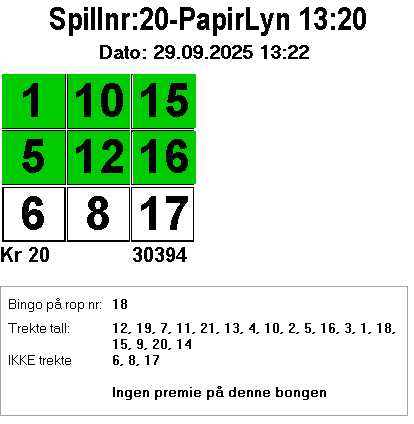 Spillnr:20-PapirLyn 13:20
Dato: 29.09.2025 13:22
1 10 15
5 12 16
6 8 17
Kr 20 30394
Bingo på rop nr: 18
Trekte tall: 12, 19, 7, 11, 21, 13, 4, 10, 2, 5, 16, 3, 1, 18,
15, 9, 20, 14
IKKE trekte 6, 8, 17
Ingen premie på denne bongen